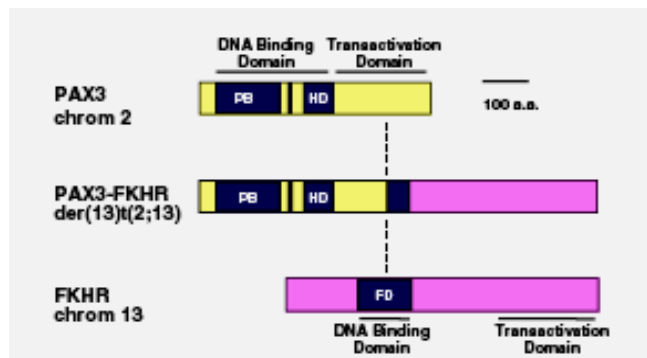 DNA Binding Domain
Transactivation Domain
PAX3
chrom 2
PB
HD
100 a.a.
PAX3-FKHR
der(13)t(2;13)
PB
HD
FKHR
chrom 13
FD
DNA Binding Domain
Transactivation Domain